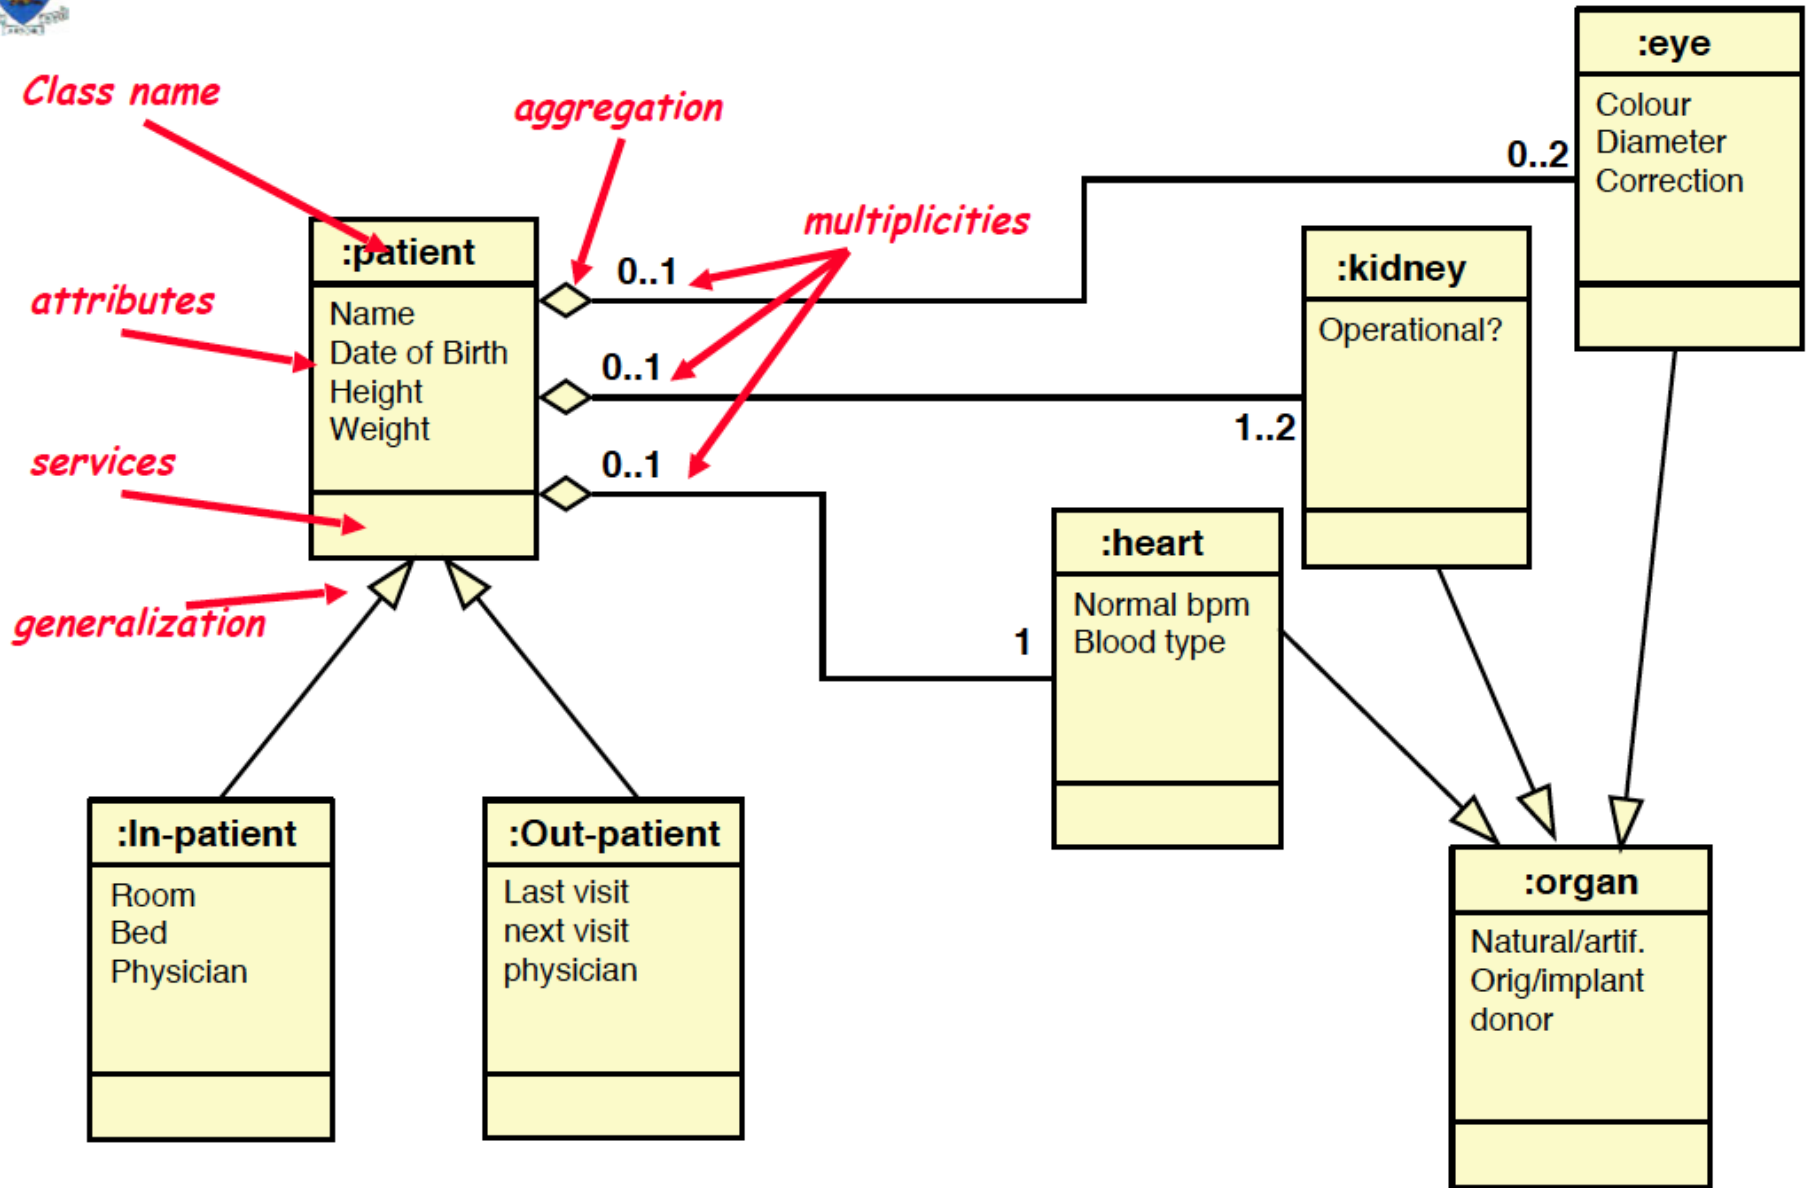 Class name
aggregation
multiplicities
attributes
services
generalization
:patient
Name
Date of Birth
Height
Weight
0..1
0..1
0..1
0..2
1..2
1
:eye
Colour
Diameter
Correction
:kidney
Operational?
:heart
Normal bpm
Blood type
:In-patient
Room
Bed
Physician
:Out-patient
Last visit
next visit
physician
:organ
Natural/artif.
Orig/implant
donor